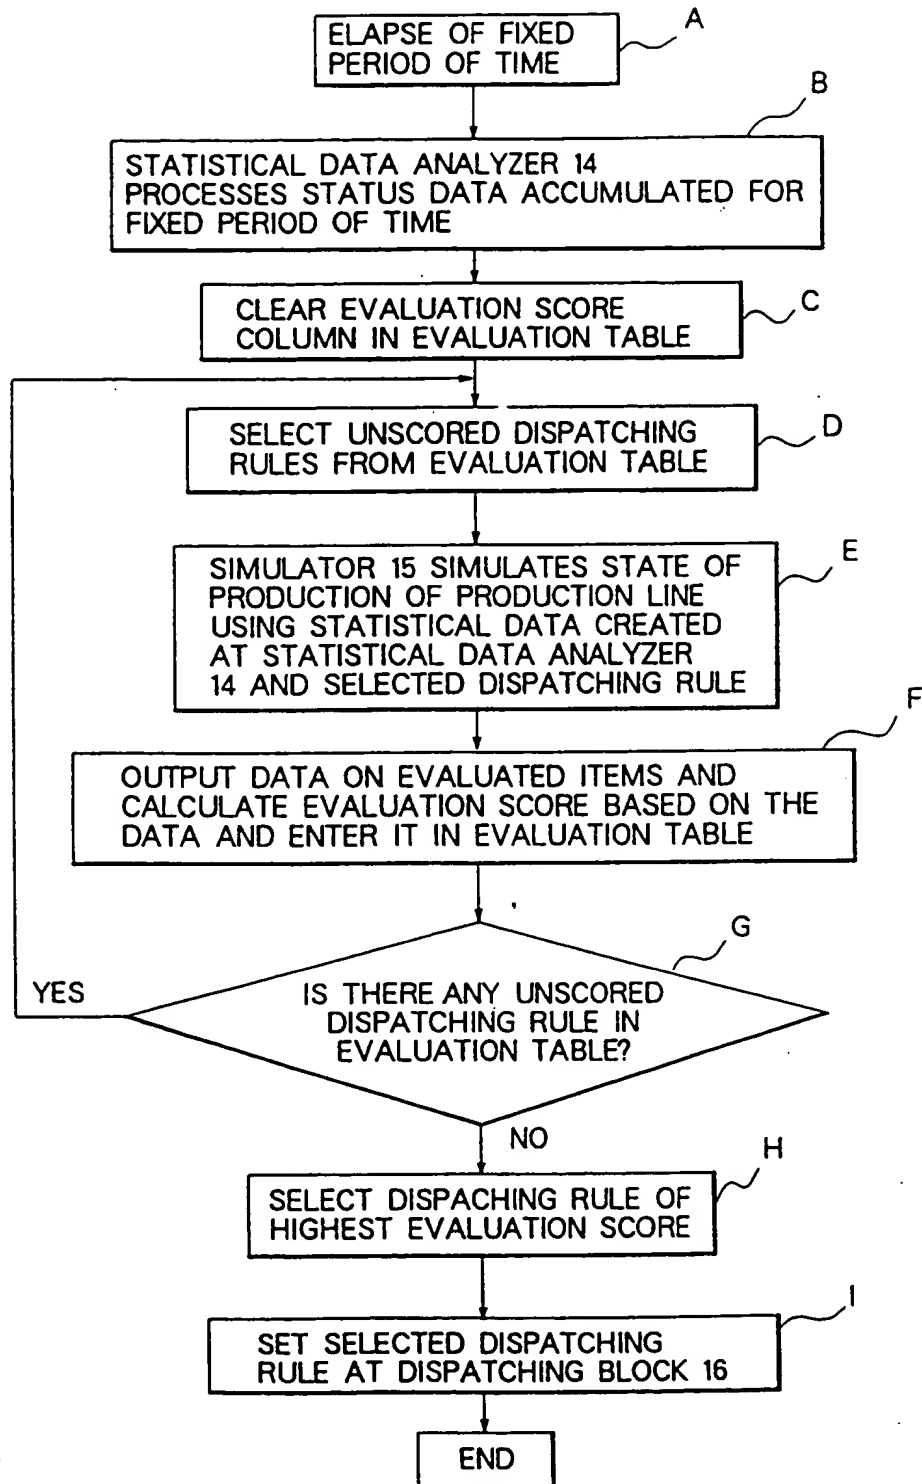 ELAPSE OF FIXED
PERIOD OF TIME
A
B
STATISTICAL DATA ANALYZER 14
PROCESSES STATUS DATA ACCUMULATED FOR
FIXED PERIOD OF TIME
CLEAR EVALUATION SCORE
COLUMN IN EVALUATION TABLE
C
SELECT UNSCORED DISPATCHING
RULES FROM EVALUATION TABLE
D
SIMULATOR 15 SIMULATES STATE OF
PRODUCTION OF PRODUCTION LINE
USING STATISTICAL DATA CREATED
AT STATISTICAL DATA ANALYZER
14 AND SELECTED DISPATCHING RULE
E
F
OUTPUT DATA ON EVALUATED ITEMS AND
CALCULATE EVALUATION SCORE BASED ON THE
DATA AND ENTER IT IN EVALUATION TABLE
G
YES
IS THERE ANY UNSCORED
DISPATCHING RULE IN
EVALUATION TABLE?
NO
H
SELECT DISPACHING RULE OF
HIGHEST EVALUATION SCORE
I
SET SELECTED DISPATCHING
RULE AT DISPATCHING BLOCK 16
END